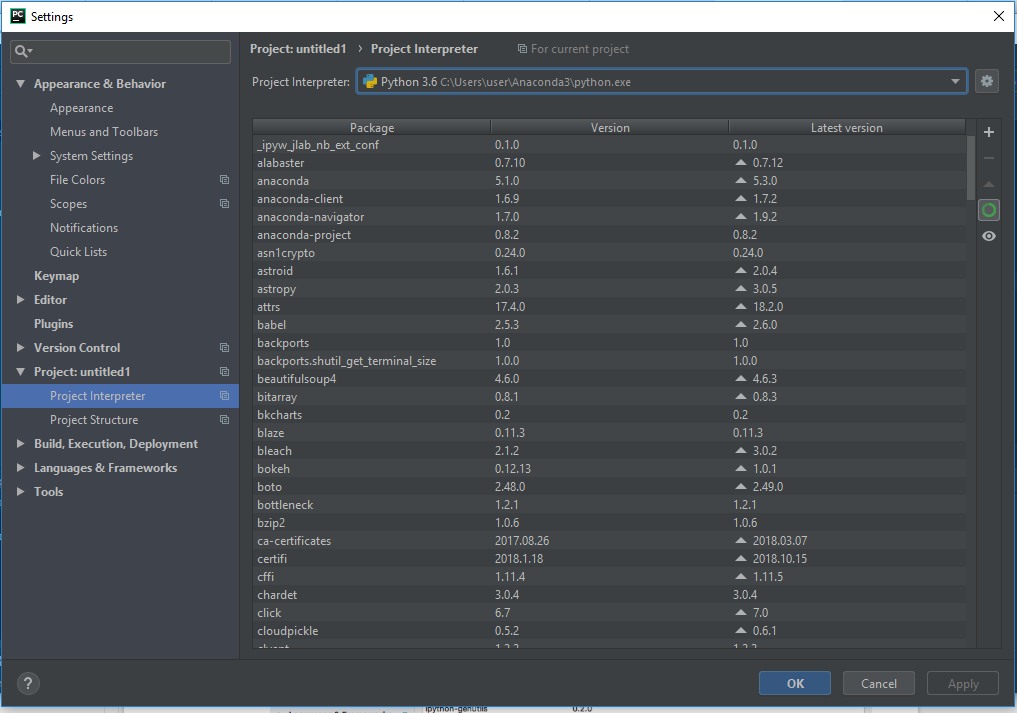 PC Settings
Project: untitled1 › Project Interpreter For current project
Appearance & Behavior
Appearance
Menus and Toolbars
System Settings
File Colors
Scopes
Notifications
Quick Lists
Keymap
Editor
Plugins
Version Control
Project: untitled1
Project Interpreter
Project Structure
Build, Execution, Deployment
Languages & Frameworks
Tools
Project Interpreter: Python 3.6 C:\Users\user\Anaconda3\python.exe
Package Version Latest version
_ipyw_jlab_nb_ext_conf 0.1.0 0.1.0
alabaster 0.7.10 0.7.12
anaconda 5.1.0 5.3.0
anaconda-client 1.6.9 1.7.2
anaconda-navigator 1.7.0 1.9.2
anaconda-project 0.8.2 0.8.2
asn1crypto 0.24.0 0.24.0
astroid 1.6.1 2.0.4
astropy 2.0.3 3.0.5
attrs 17.4.0 18.2.0
babel 2.5.3 2.6.0
backports 1.0 1.0
backports.shutil_get_terminal_size 1.0.0 1.0.0
beautifulsoup4 4.6.0 4.6.3
bitarray 0.8.1 0.8.3
bkcharts 0.2 0.2
blaze 0.11.3 0.11.3
bleach 2.1.2 3.0.2
bokeh 0.12.13 1.0.1
boto 2.48.0 2.49.0
bottleneck 1.2.1 1.2.1
bzip2 1.0.6 1.0.6
ca-certificates 2017.08.26 2018.03.07
certifi 2018.1.18 2018.10.15
cffi 1.11.4 1.11.5
chardet 3.0.4 3.0.4
click 6.7 7.0
cloudpickle 0.5.2 0.6.1
? OK Cancel Apply
ipython-genutils 0.2.0